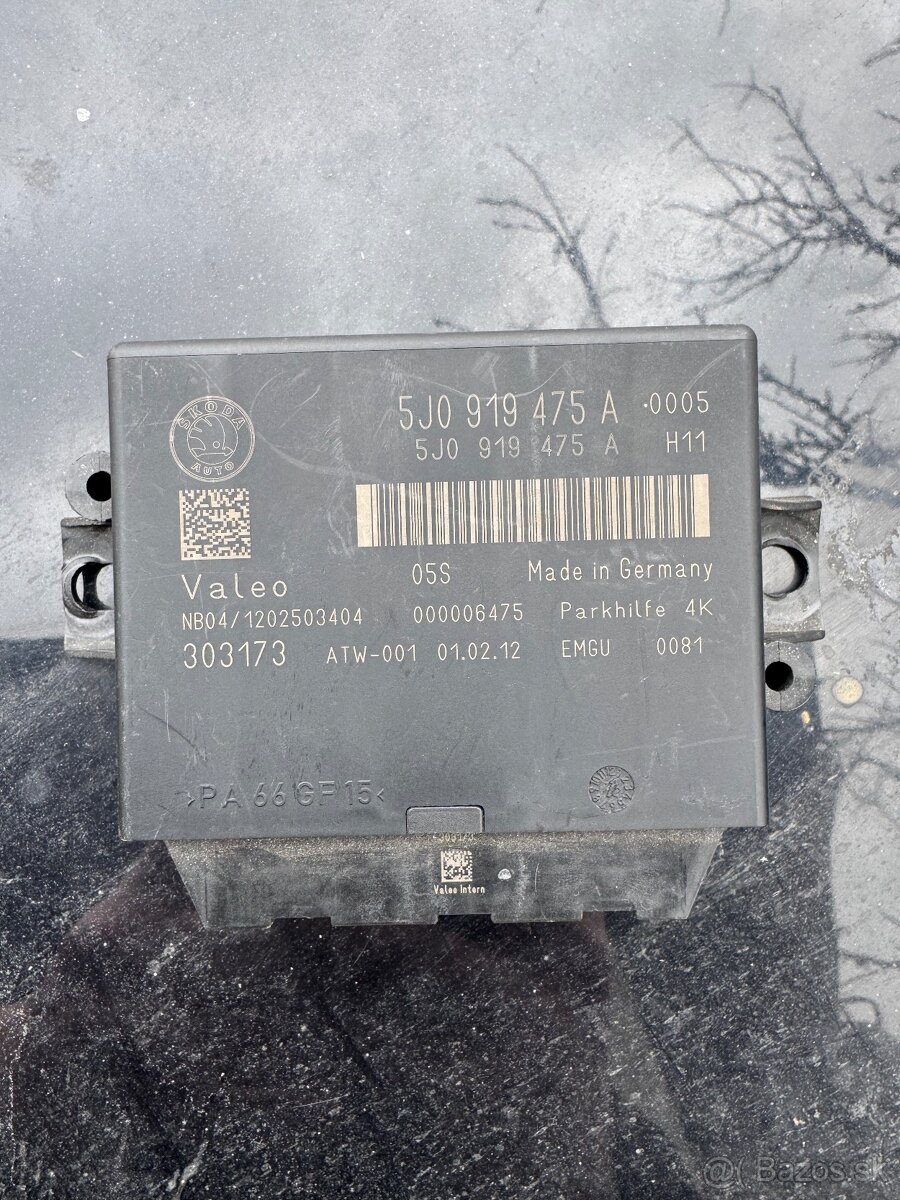 ŠKODA
AUTO
5J0 919 475 A .0005
5J0 919 475 A H11
Valeo 05S Made in Germany
NB04/1202503404 000006475 Parkhilfe 4K
303173 ATW-001 01.02.12 EMGU 0081
>PA 66 GF15<
Valeo Intern
@ Bazos.sk